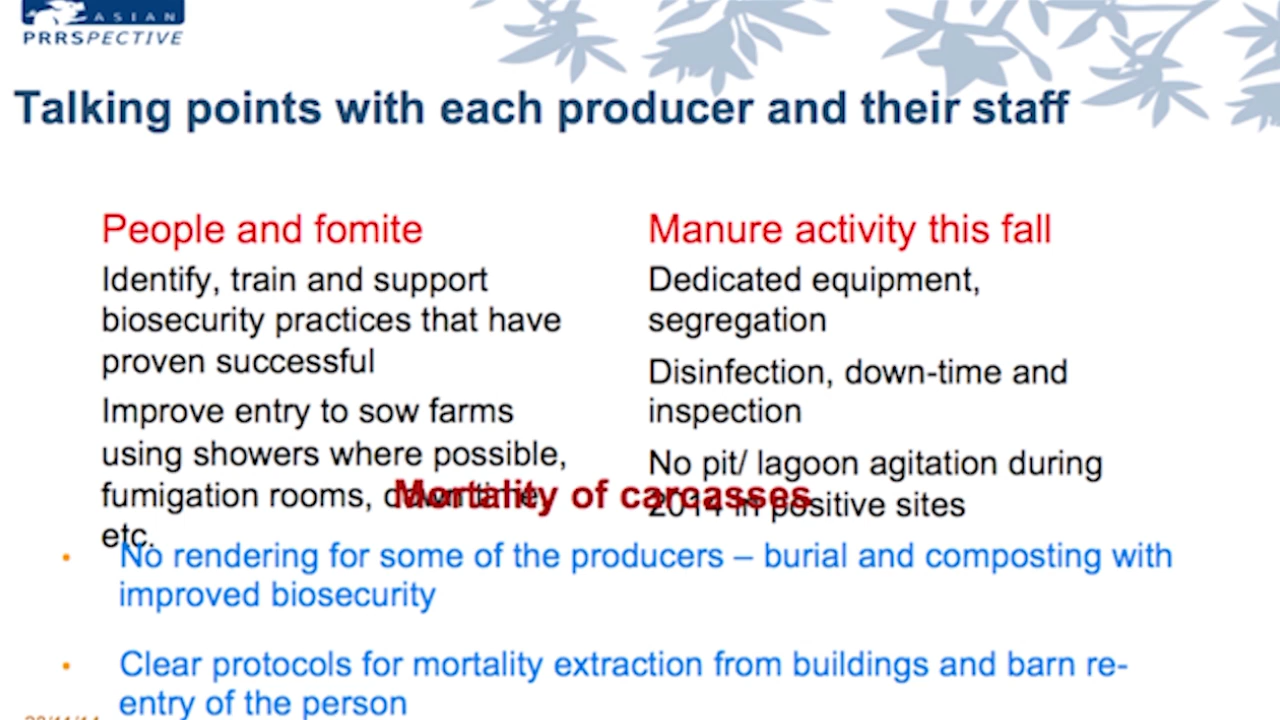 ASIAN
PRRSPECTIVE
Talking points with each producer and their staff
People and fomite
Identify, train and support
biosecurity practices that have
proven successful
Improve entry to sow farms
using showers where possible,
fumigation rooms, down time,
etc.
Manure activity this fall
Dedicated equipment,
segregation
Disinfection, down-time and
inspection
No pit/ lagoon agitation during
2014 in positive sites
Mortality of carcasses
• No rendering for some of the producers – burial and composting with
improved biosecurity
• Clear protocols for mortality extraction from buildings and barn re-
entry of the person